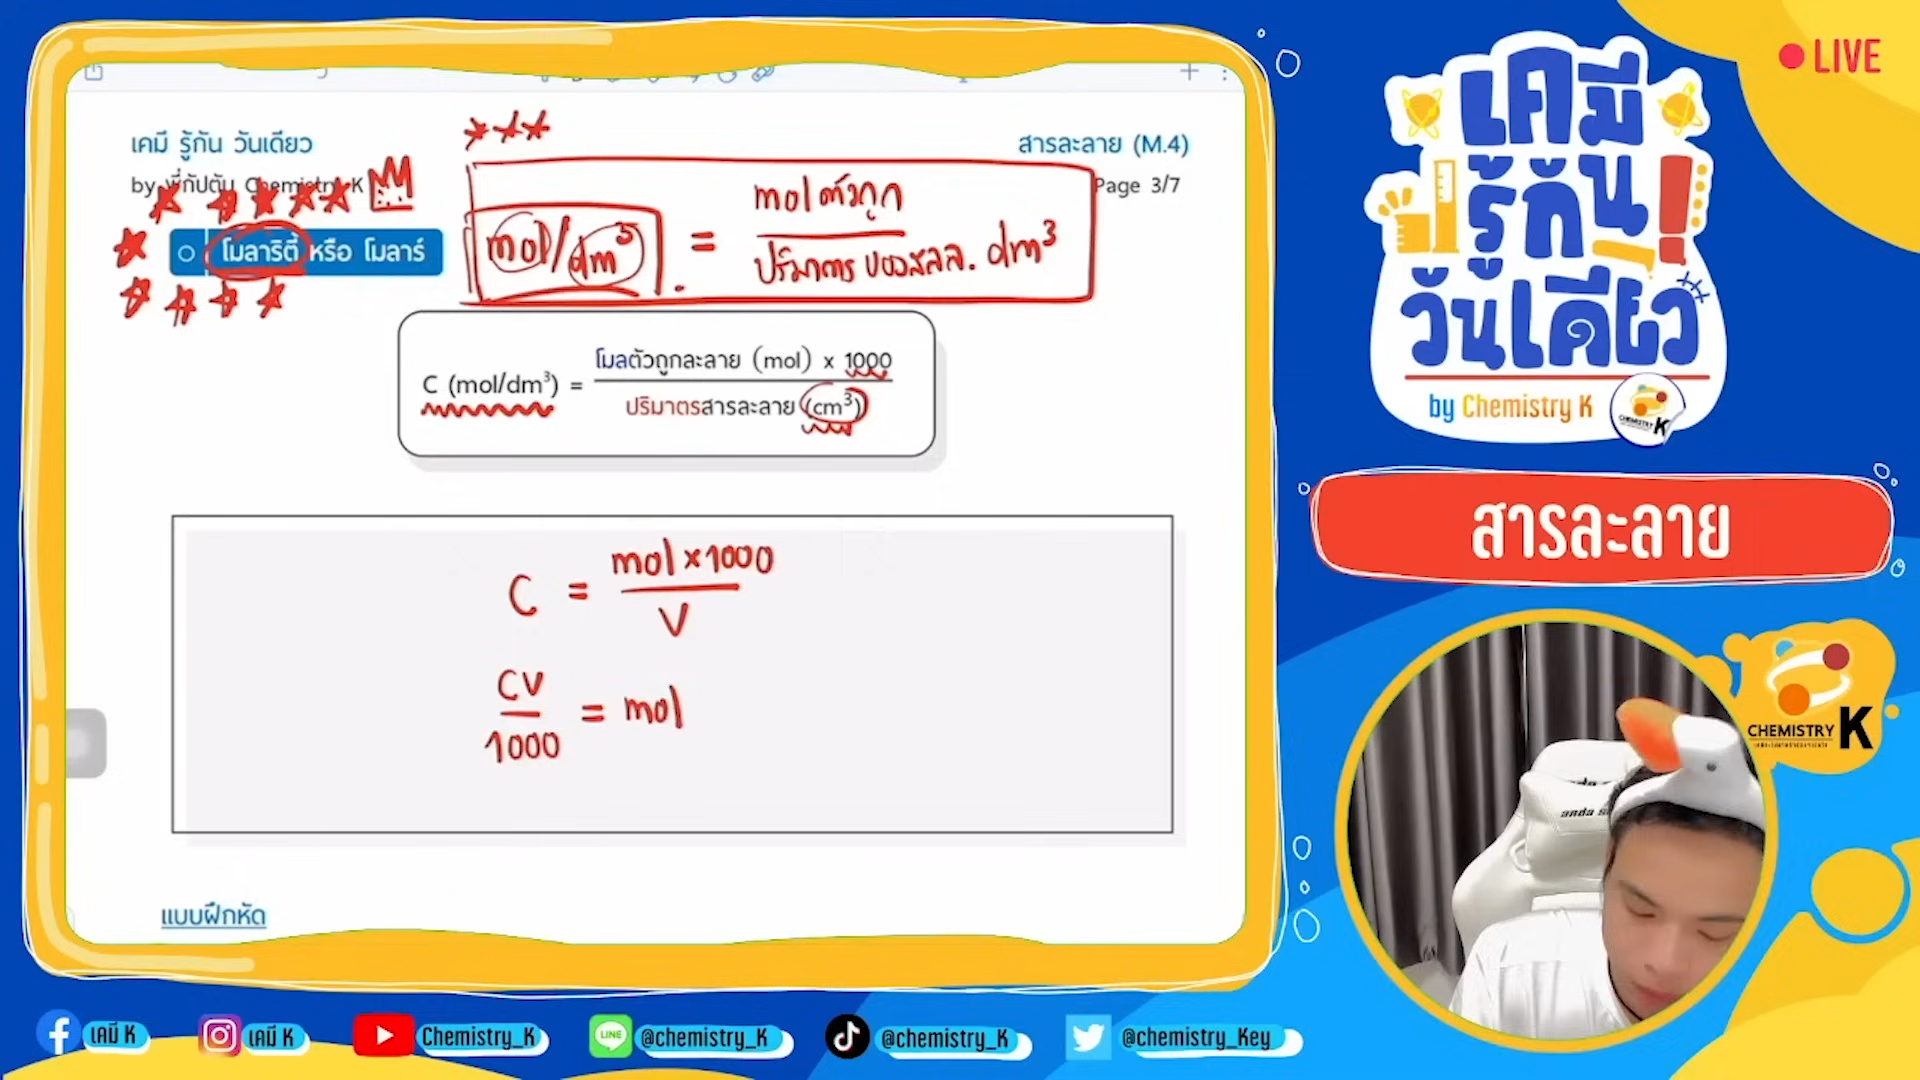 เคมี รู้กัน วันเดียว
สารละลาย (M.4)
by พี่กัปตัน Chemistry K
Page 3/7
โมลาริตี้ หรือ โมลาร์
mol/dm³ = mol ตัวถูก
ปริมาตร ของสลล. dm³
C (mol/dm³) = โมลตัวถูกละลาย (mol) x 1000
ปริมาตรสารละลาย (cm³)
C = mol×1000
V
CV
1000 = mol
แบบฝึกหัด
LIVE
เคมี
รู้กัน!
วันเดียว
by Chemistry K
CHEMISTRY K
สารละลาย
CHEMISTRY K
anda s
เคมี K
เคมี K
Chemistry_K
LINE
@chemistry_K
@chemistry_K
@chemistry_Key